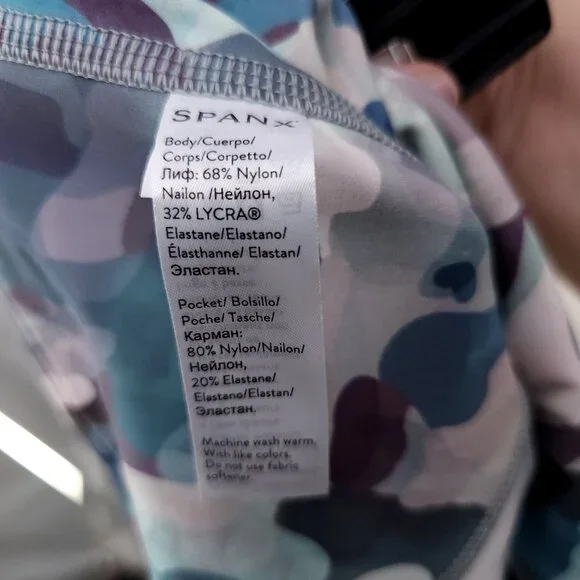 SPANX
Body/Cuerpo/
Corps/Corpetto/
Лиф: 68% Nylon/
Nailon /Нейлон,
32% LYCRA®
Elastane/Elastano/
Élasthanne/ Elastan/
Эластан.
Pocket/ Bolsillo/
Poche/ Tasche/
Карман:
80% Nylon/Nailon/
Нейлон,
20% Elastane/
Elastano/Elastan/
Эластан.
Machine wash warm.
Wish like colors.
Do not use fabric
softener.